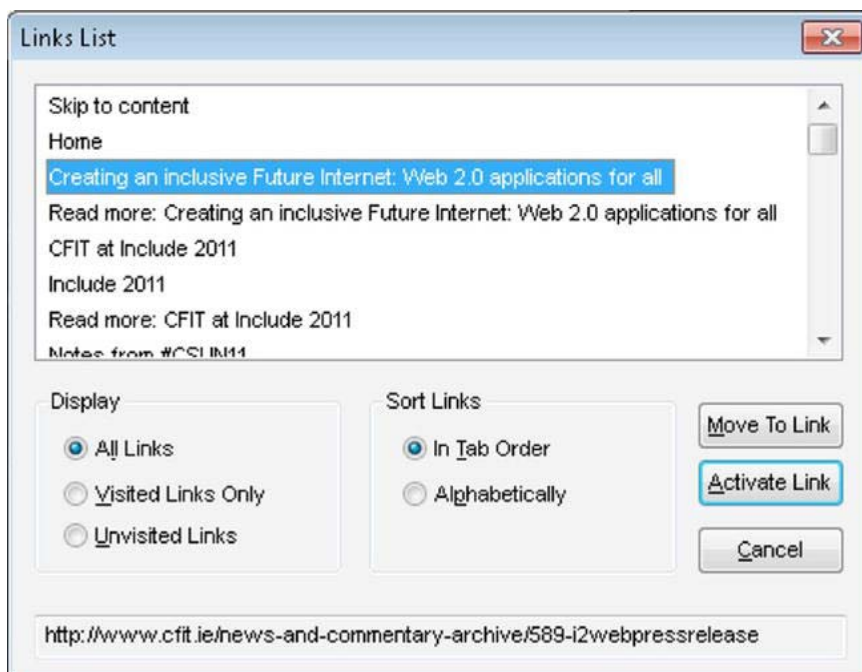 Links List
Skip to content
Home
Creating an inclusive Future Internet: Web 2.0 applications for all
Read more: Creating an inclusive Future Internet: Web 2.0 applications for all
CFIT at Include 2011
Include 2011
Read more: CFIT at Include 2011
Notes from #CSUN11
Display
All Links
Visited Links Only
Unvisited Links
Sort Links
In Tab Order
Alphabetically
Move To Link
Activate Link
Cancel
http://www.cfit.ie/news-and-commentary-archive/589-i2webpressrelease